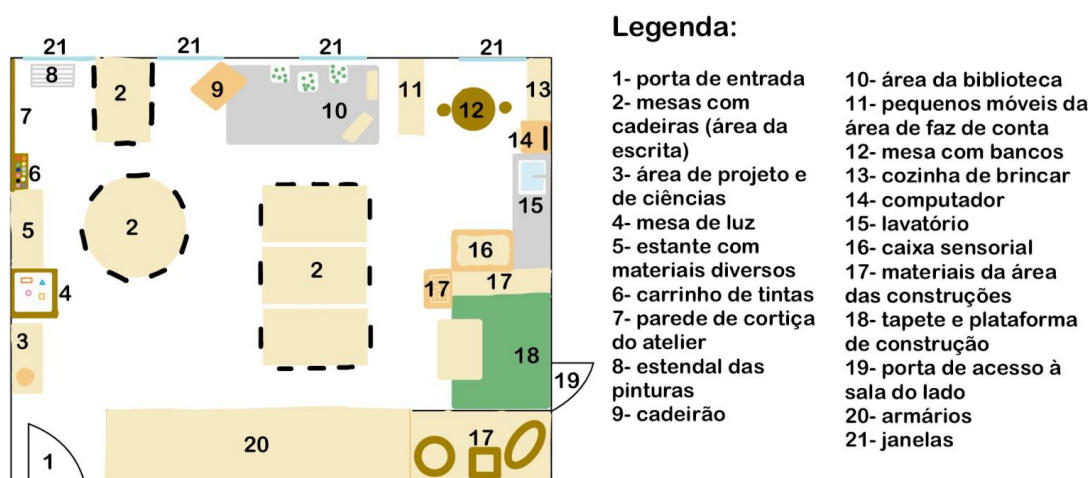 21 21 21 21
8 2 9 10 11 12 13
7 14
6 15
5 2 2 16
4 17 17
3 18
19
20 17
1
Legenda:
1- porta de entrada
2- mesas com
cadeiras (área da
escrita)
3- área de projeto e
de ciências
4- mesa de luz
5- estante com
materiais diversos
6- carrinho de tintas
7- parede de cortiça
do atelier
8- estendal das
pinturas
9- cadeirão
10- área da biblioteca
11- pequenos móveis da
área de faz de conta
12- mesa com bancos
13- cozinha de brincar
14- computador
15- lavatório
16- caixa sensorial
17- materiais da área
das construções
18- tapete e plataforma
de construção
19- porta de acesso à
sala do lado
20- armários
21- janelas